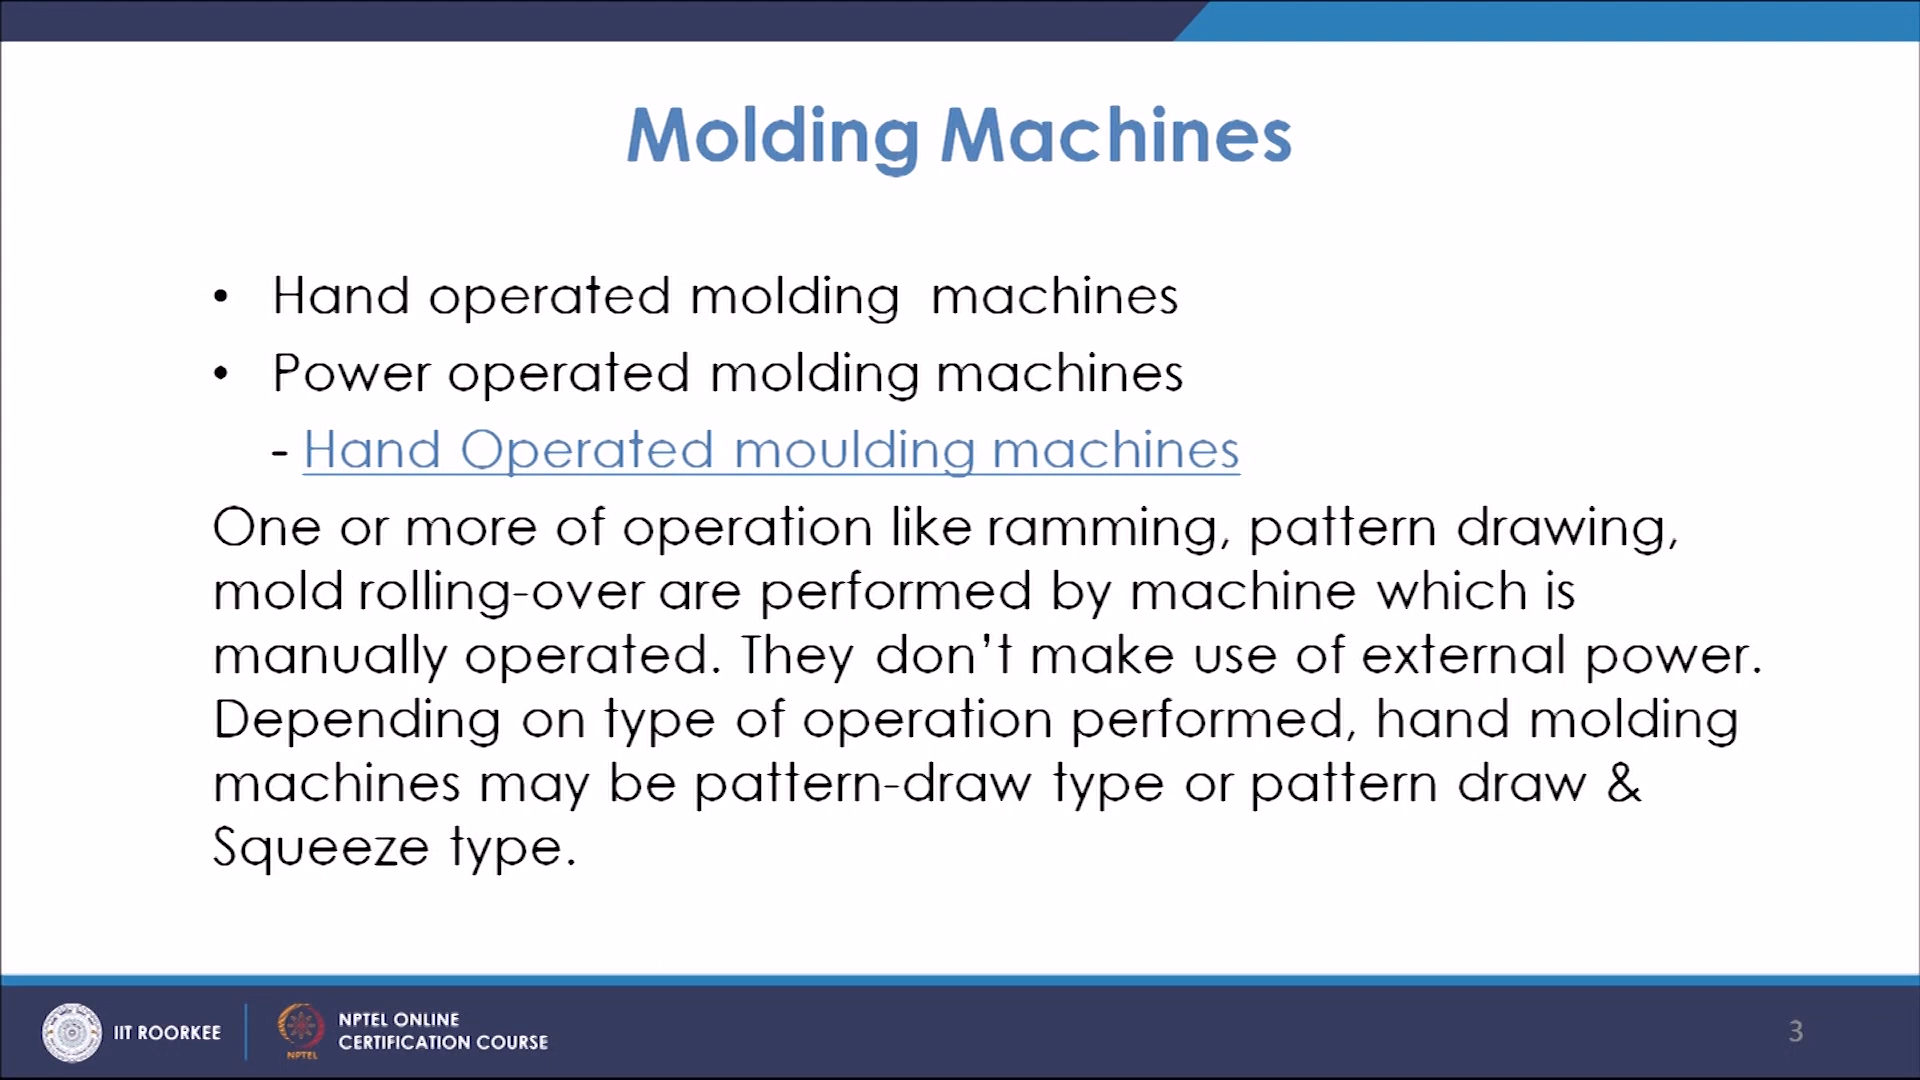 Molding Machines
• Hand operated molding machines
• Power operated molding machines
- Hand Operated moulding machines
One or more of operation like ramming, pattern drawing,
mold rolling-over are performed by machine which is
manually operated. They don't make use of external power.
Depending on type of operation performed, hand molding
machines may be pattern-draw type or pattern draw &
Squeeze type.
IIT ROORKEE
NPTEL
NPTEL ONLINE
CERTIFICATION COURSE
3